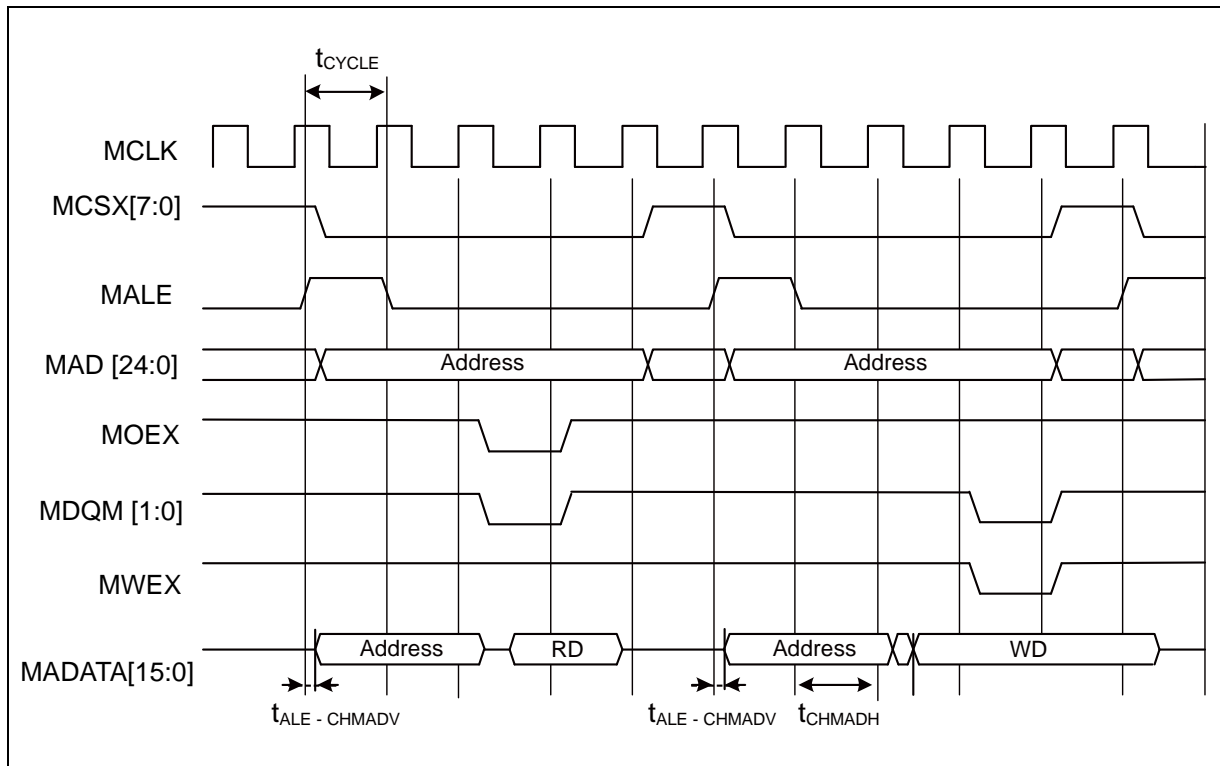 tCYCLE
MCLK
MCSX[7:0]
MALE
MAD [24:0]
Address
Address
MOEX
MDQM [1:0]
MWEX
MADATA[15:0]
Address
RD
Address
WD
tALE - CHMADV
tALE - CHMADV
tCHMADH